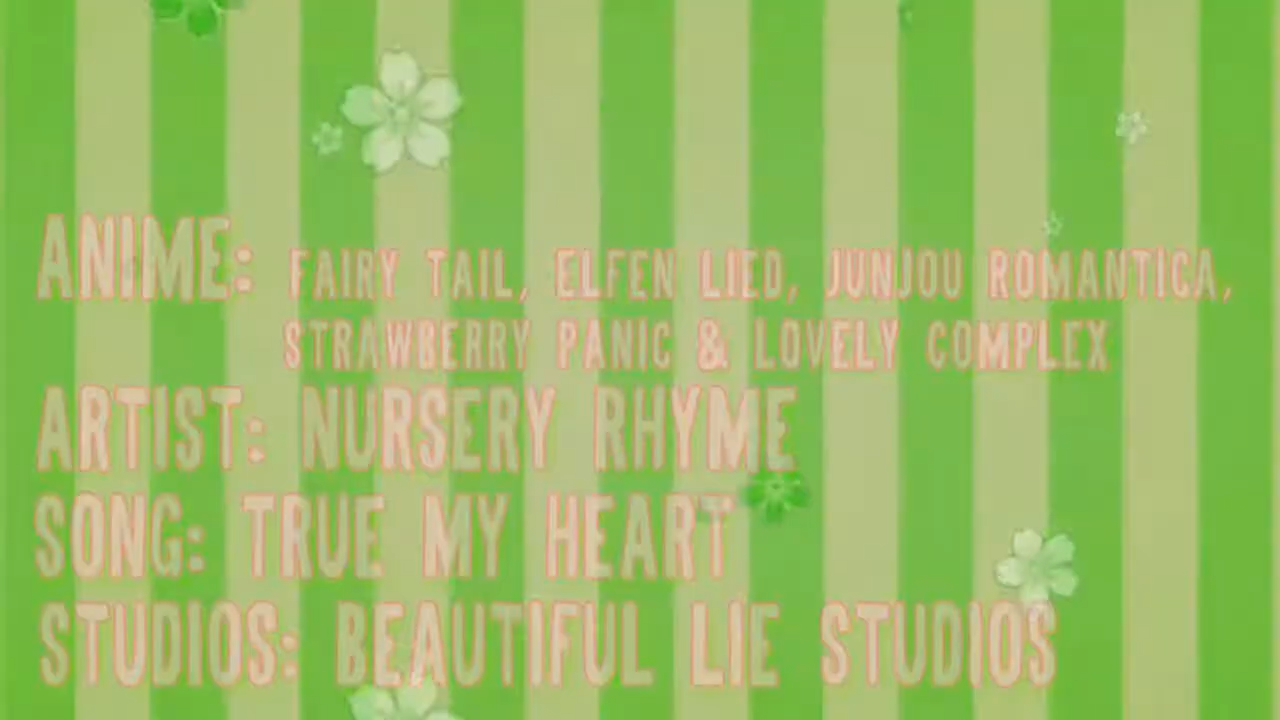 ANIME: FAIRY TAIL, ELFEN LIED, JUNJOU ROMANTICA,
STRAWBERRY PANIC & LOVELY COMPLEX
ARTIST: NURSERY RHYME
SONG: TRUE MY HEART
STUDIOS: BEAUTIFUL LIE STUDIOS